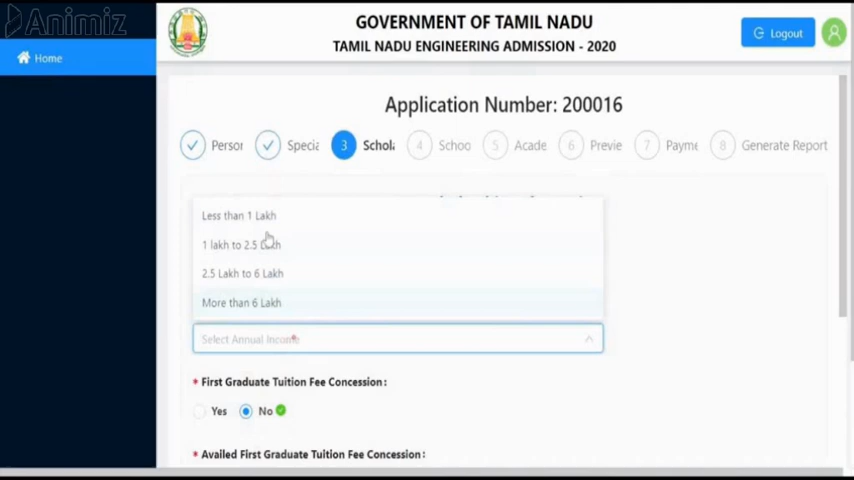 Animiz
GOVERNMENT OF TAMIL NADU
TAMIL NADU ENGINEERING ADMISSION - 2020
Logout
Home
Application Number: 200016
Person
Specia
3 Schola
4 Schoo
5 Acade
6 Previe
7 Payme
8 Generate Report
Less than 1 Lakh
1 lakh to 2.5 Lakh
2.5 Lakh to 6 Lakh
More than 6 Lakh
Select Annual Income*
* First Graduate Tuition Fee Concession:
Yes No
* Availed First Graduate Tuition Fee Concession: